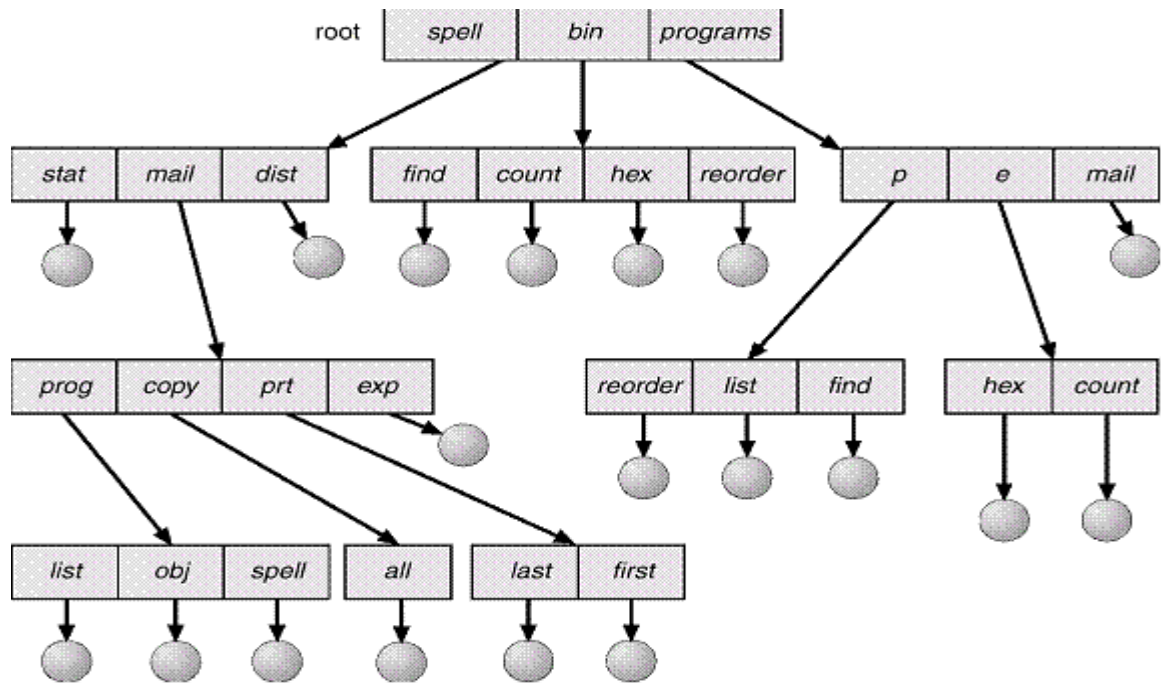 root spell bin programs
stat mail dist find count hex reorder p e mail
prog copy prt exp reorder list find hex count
list obj spell all last first